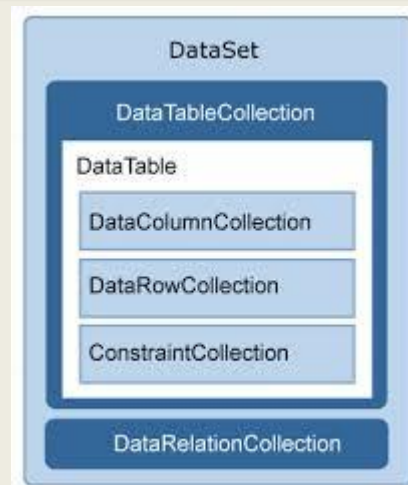 DataSet
DataTableCollection
DataTable
DataColumnCollection
DataRowCollection
ConstraintCollection
DataRelationCollection